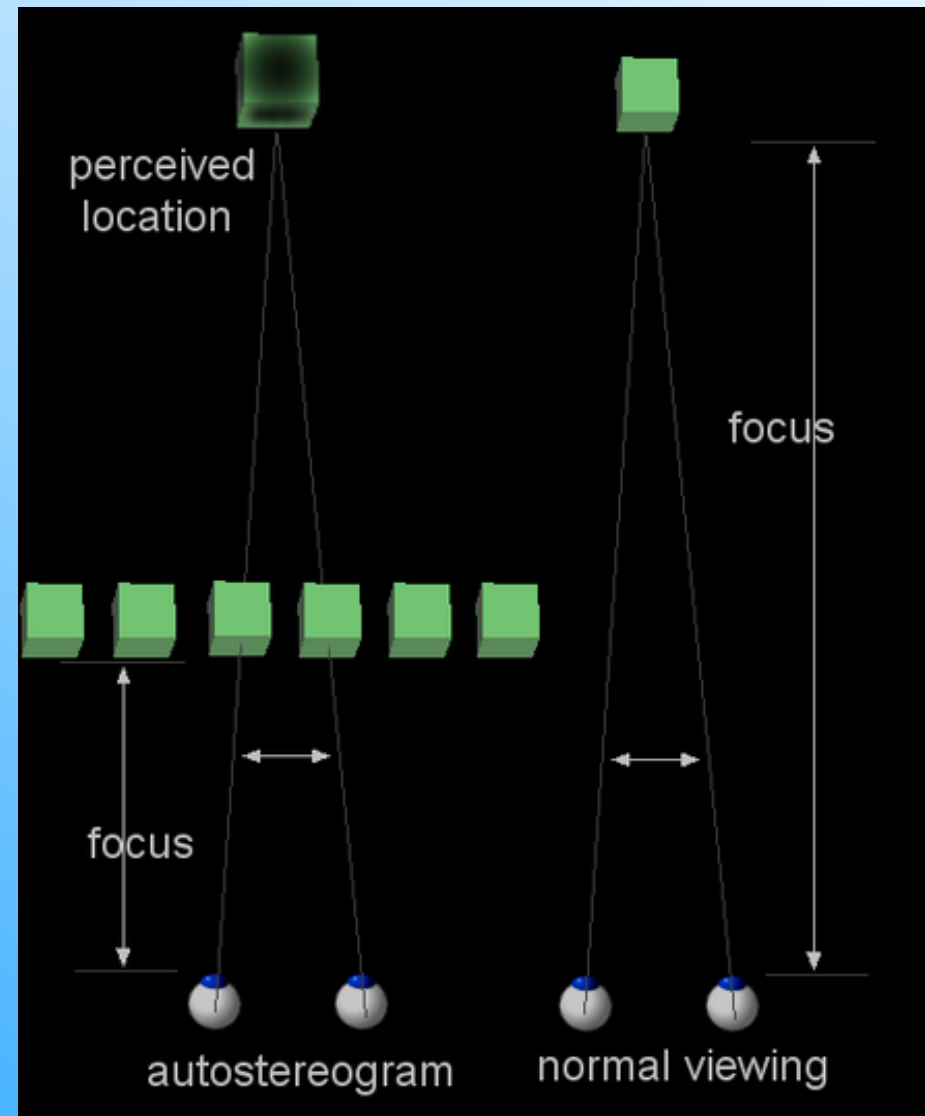 perceived
location
focus
focus
autostereogram
normal viewing